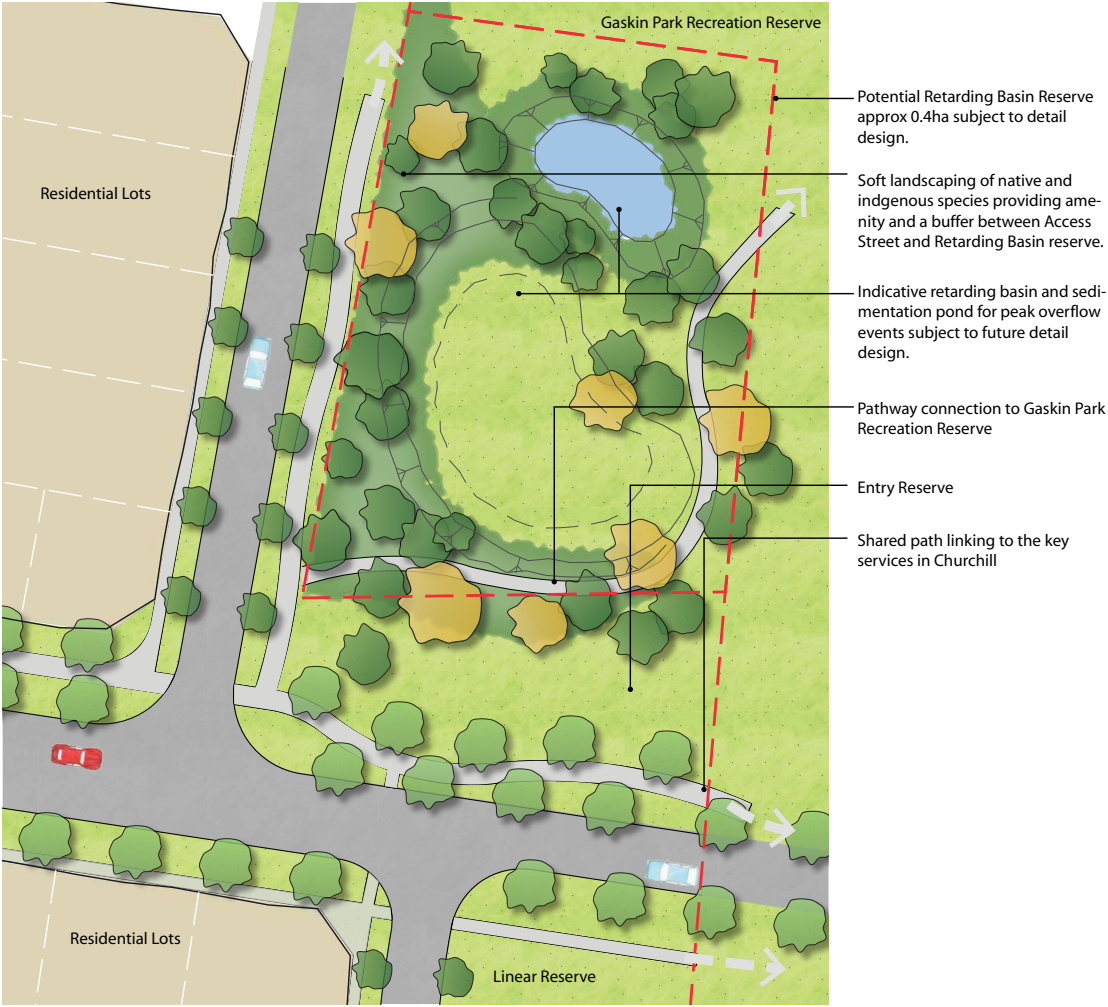 Gaskin Park Recreation Reserve
Potential Retarding Basin Reserve
approx 0.4ha subject to detail
design.
Residential Lots
Soft landscaping of native and
indgenous species providing ame-
nity and a buffer between Access
Street and Retarding Basin reserve.
Indicative retarding basin and sedi-
mentation pond for peak overflow
events subject to future detail
design.
Pathway connection to Gaskin Park
Recreation Reserve
Entry Reserve
Shared path linking to the key
services in Churchill
Residential Lots
Linear Reserve